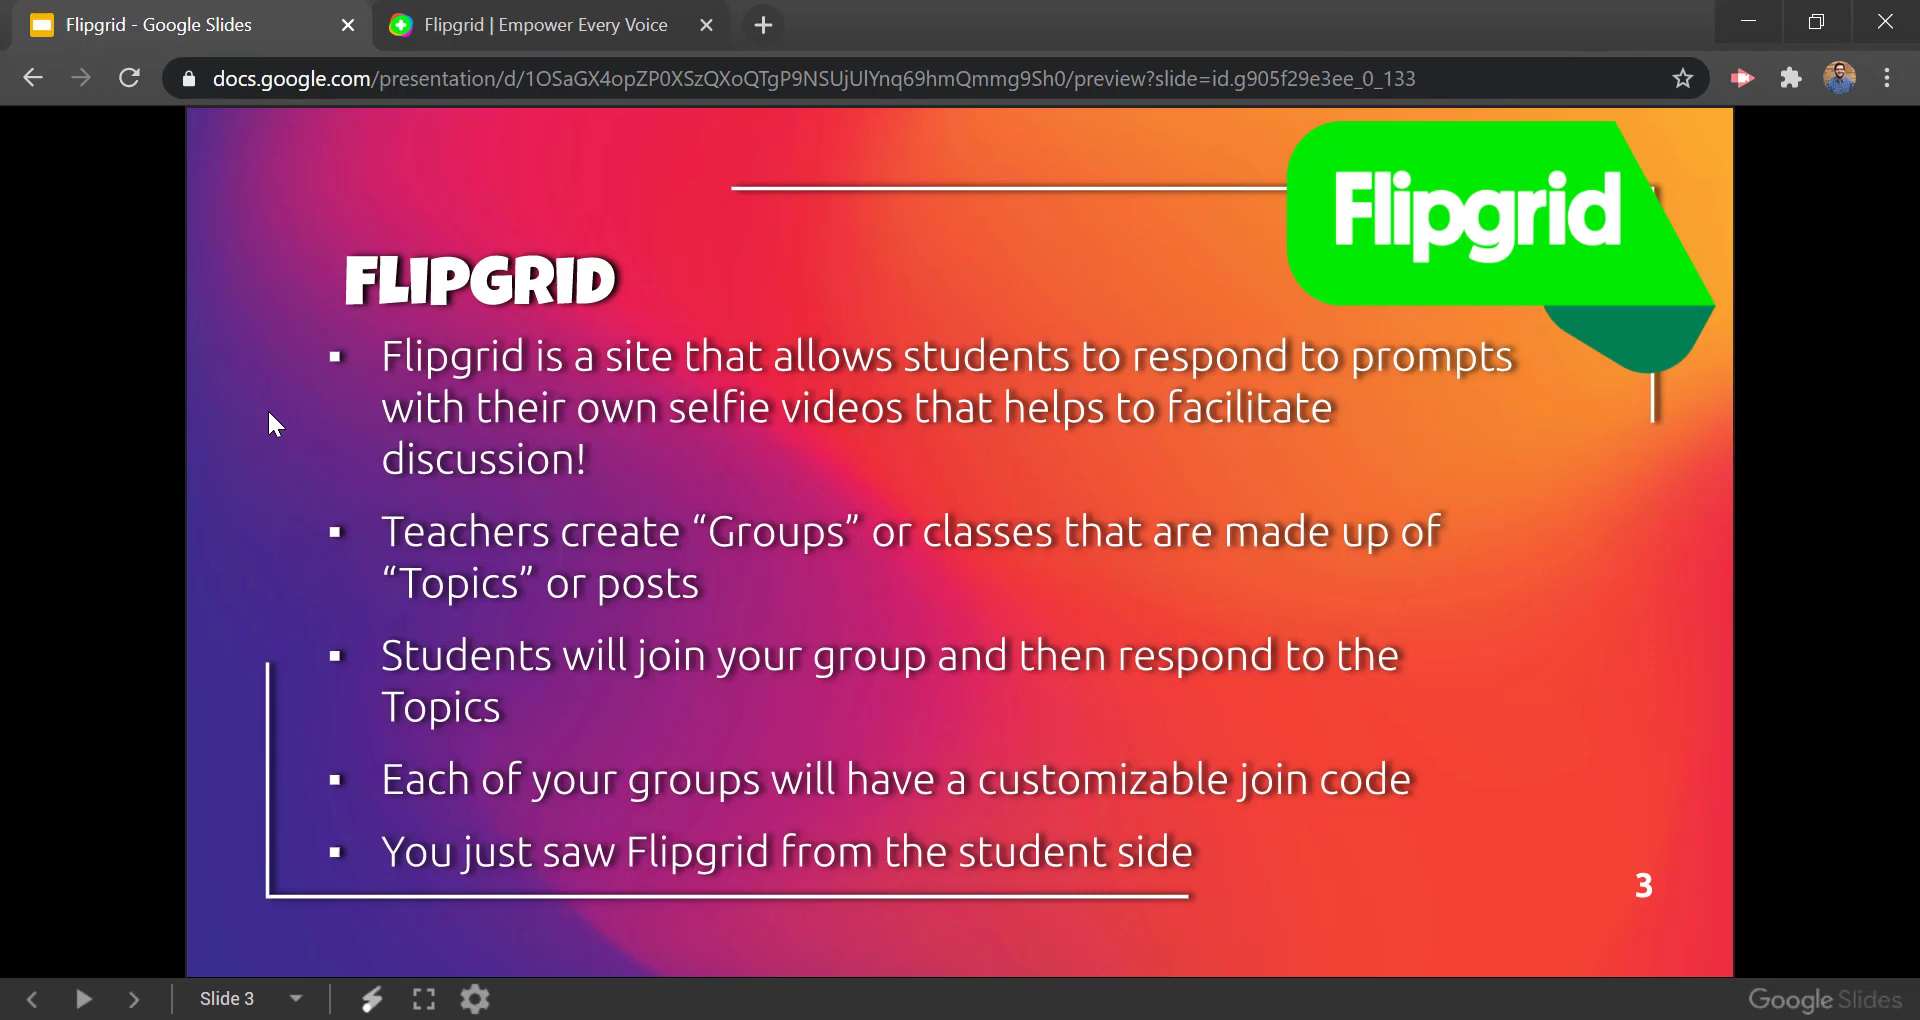 Flipgrid - Google Slides
Flipgrid | Empower Every Voice
docs.google.com/presentation/d/1OSaGX4opZP0XSzQXoQTgP9NSUjUlYnq69hmQmmg9Sh0/preview?slide=id.g905f29e3ee_0_133
Flipgrid
FLIPGRID
▪ Flipgrid is a site that allows students to respond to prompts
with their own selfie videos that helps to facilitate
discussion!
▪ Teachers create “Groups” or classes that are made up of
“Topics” or posts
▪ Students will join your group and then respond to the
Topics
▪ Each of your groups will have a customizable join code
▪ You just saw Flipgrid from the student side
3
Slide 3
Google Slides